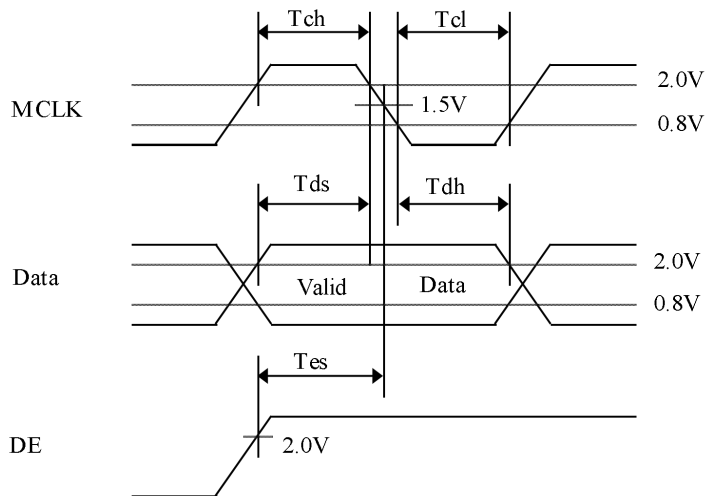 Tch Tcl
MCLK
2.0V
1.5V
0.8V
Tds Tdh
Data
2.0V
Valid Data
0.8V
Tes
DE
2.0V